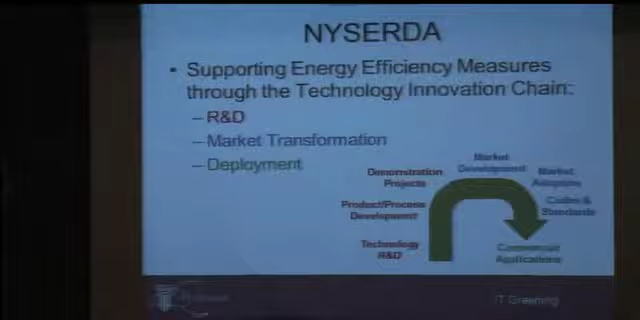 NYSERDA
• Supporting Energy Efficiency Measures
through the Technology Innovation Chain:
– R&D
– Market Transformation
– Deployment
Market
Development
Demonstration
Projects
Market
Product/Process
Development
Codes &
Standards
Technology
R&D
Commercial
Applications
IT Greening